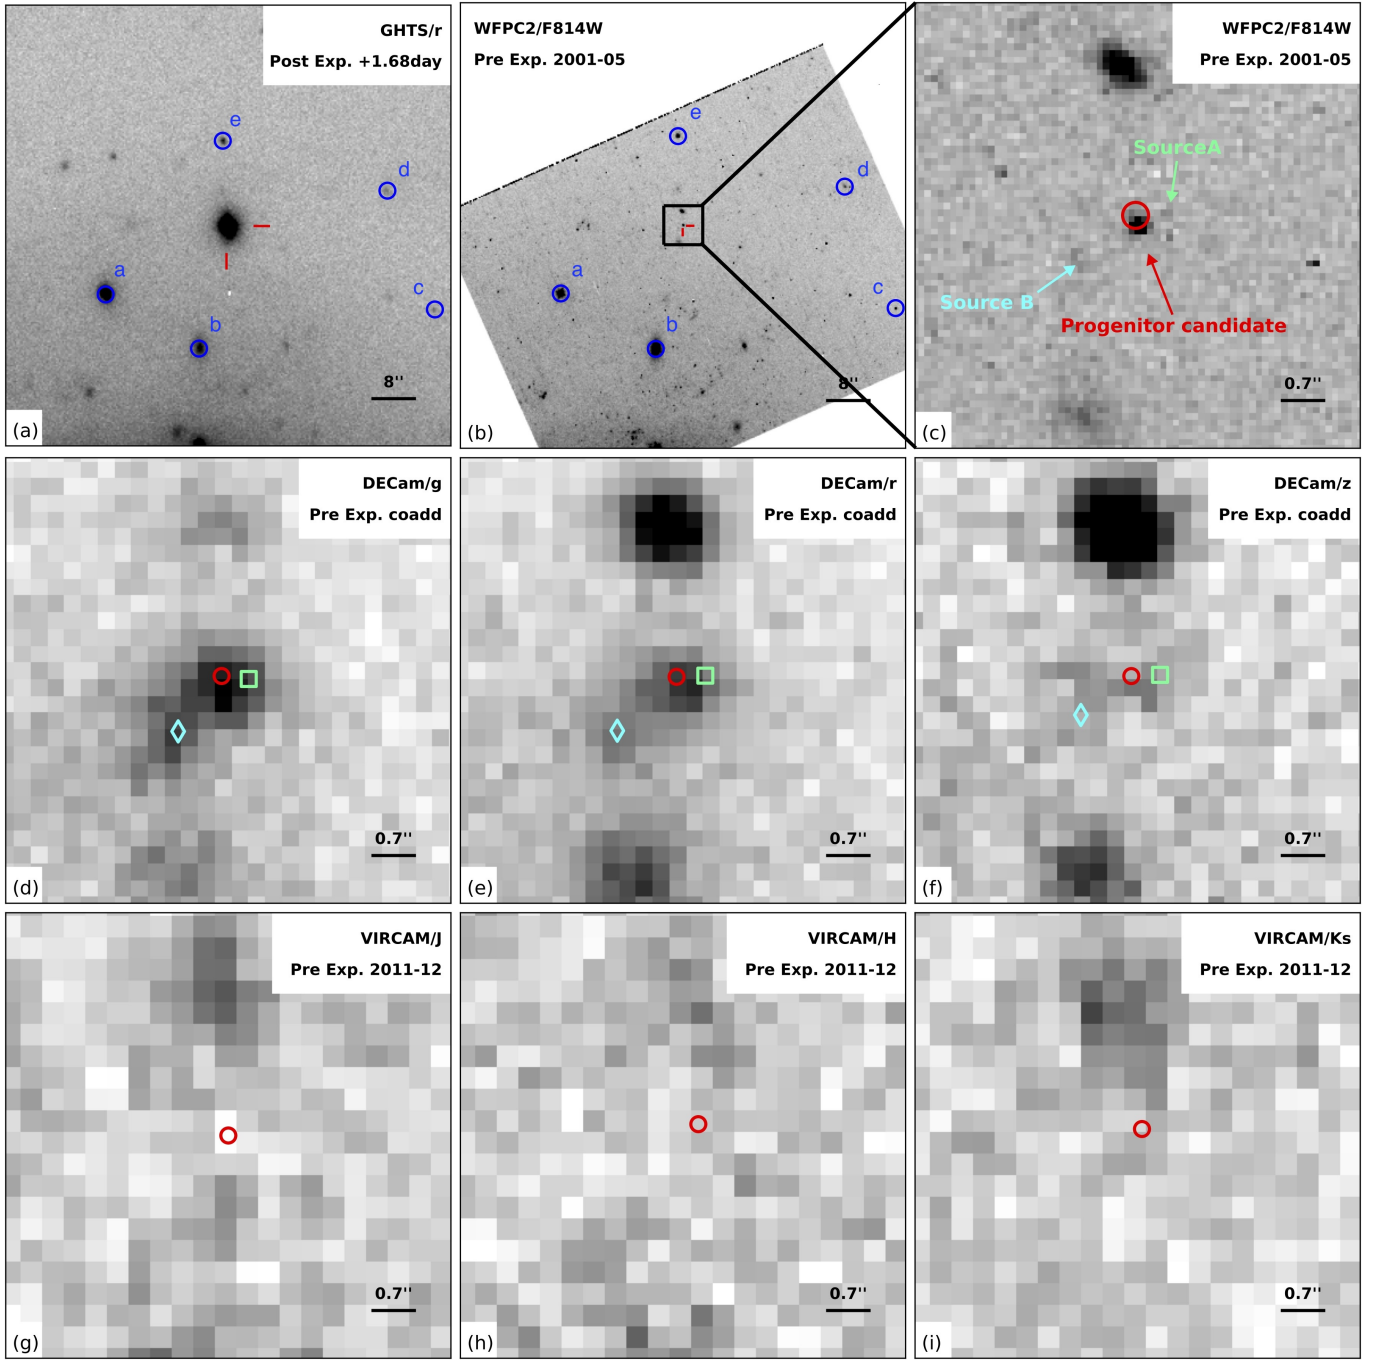 GHTS/r
Post Exp. +1.68day
e
d
a
c
b
8''
(a)
WFPC2/F814W
Pre Exp. 2001-05
e
d
a
c
b
8''
(b)
WFPC2/F814W
Pre Exp. 2001-05
SourceA
Source B
Progenitor candidate
0.7''
(c)
DECam/g
Pre Exp. coadd
0.7''
(d)
DECam/r
Pre Exp. coadd
0.7''
(e)
DECam/z
Pre Exp. coadd
0.7''
(f)
VIRCAM/J
Pre Exp. 2011-12
0.7''
(g)
VIRCAM/H
Pre Exp. 2011-12
0.7''
(h)
VIRCAM/Ks
Pre Exp. 2011-12
0.7''
(i)